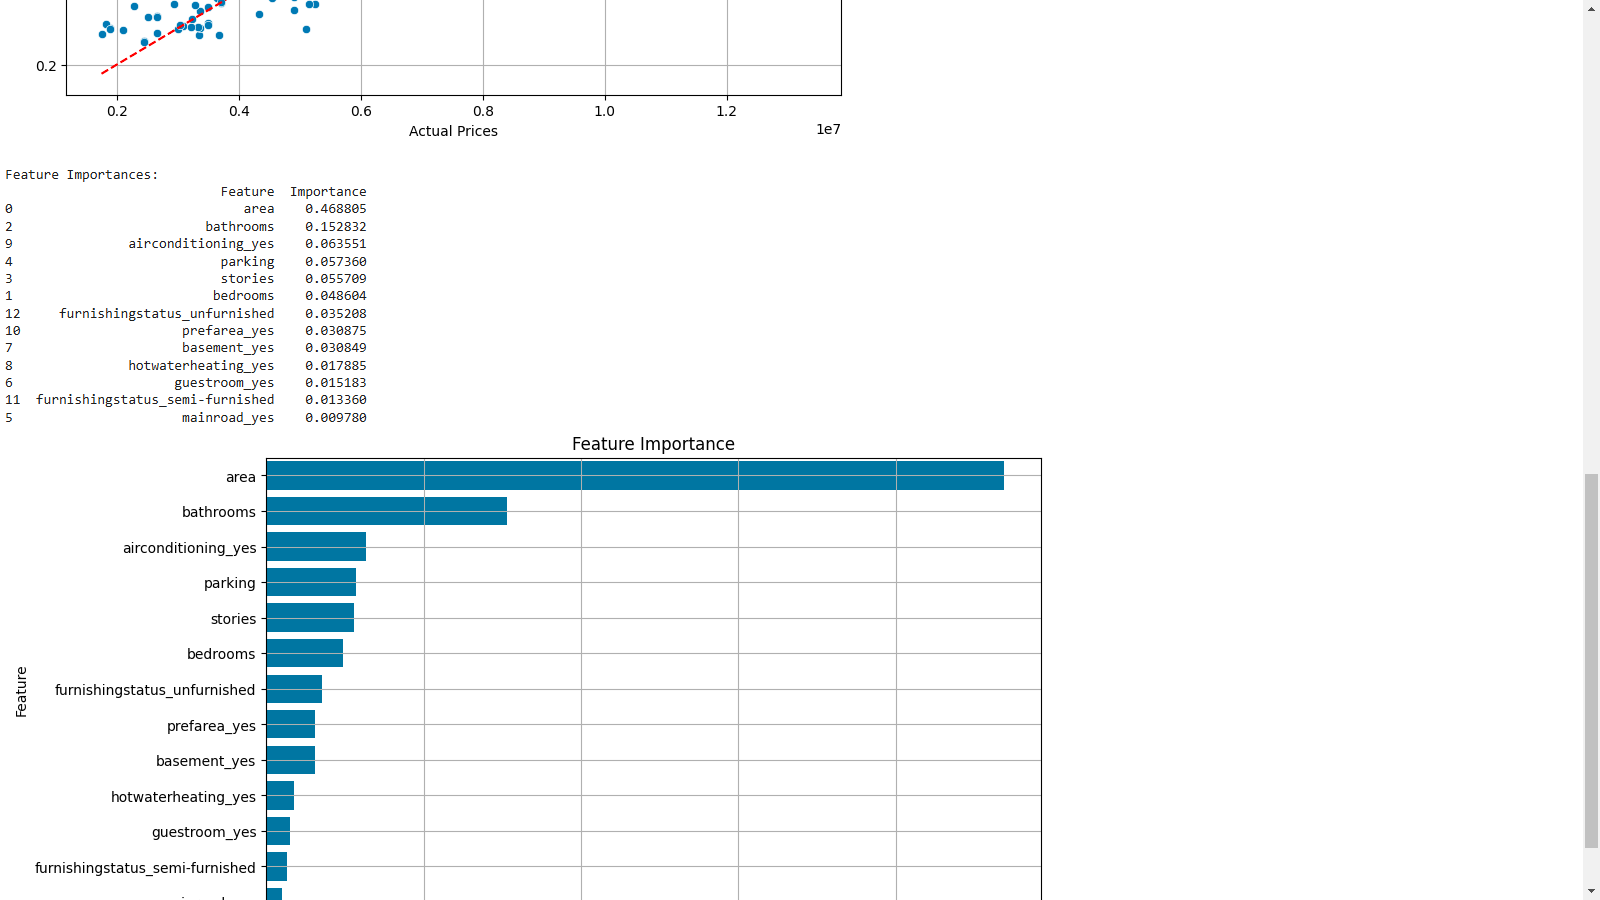 0.2
0.2 0.4 0.6 0.8 1.0 1.2
Actual Prices
1e7
Feature Importances:
Feature Importance
0 area 0.468805
2 bathrooms 0.152832
9 airconditioning_yes 0.063551
4 parking 0.057360
3 stories 0.055709
1 bedrooms 0.048604
12 furnishingstatus_unfurnished 0.035208
10 prefarea_yes 0.030875
7 basement_yes 0.030849
8 hotwaterheating_yes 0.017885
6 guestroom_yes 0.015183
11 furnishingstatus_semi-furnished 0.013360
5 mainroad_yes 0.009780
Feature Importance
area
bathrooms
airconditioning_yes
parking
stories
bedrooms
Feature
furnishingstatus_unfurnished
prefarea_yes
basement_yes
hotwaterheating_yes
guestroom_yes
furnishingstatus_semi-furnished